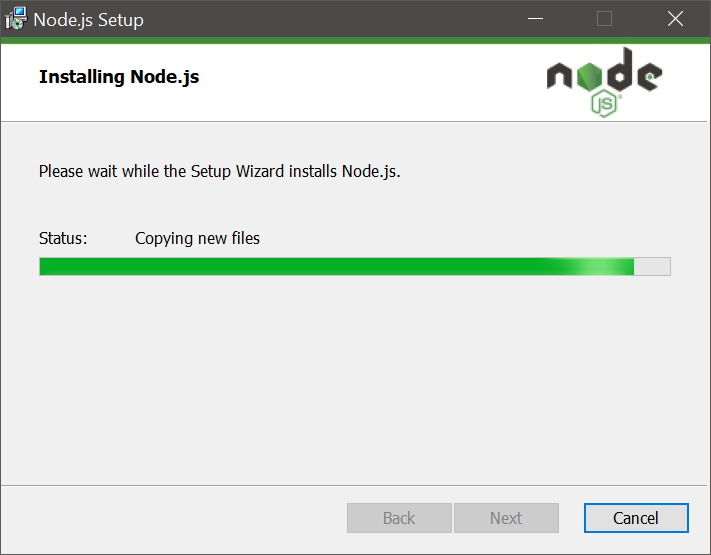 Node.js Setup
Installing Node.js
node
JS
Please wait while the Setup Wizard installs Node.js.
Status: Copying new files
Back Next Cancel